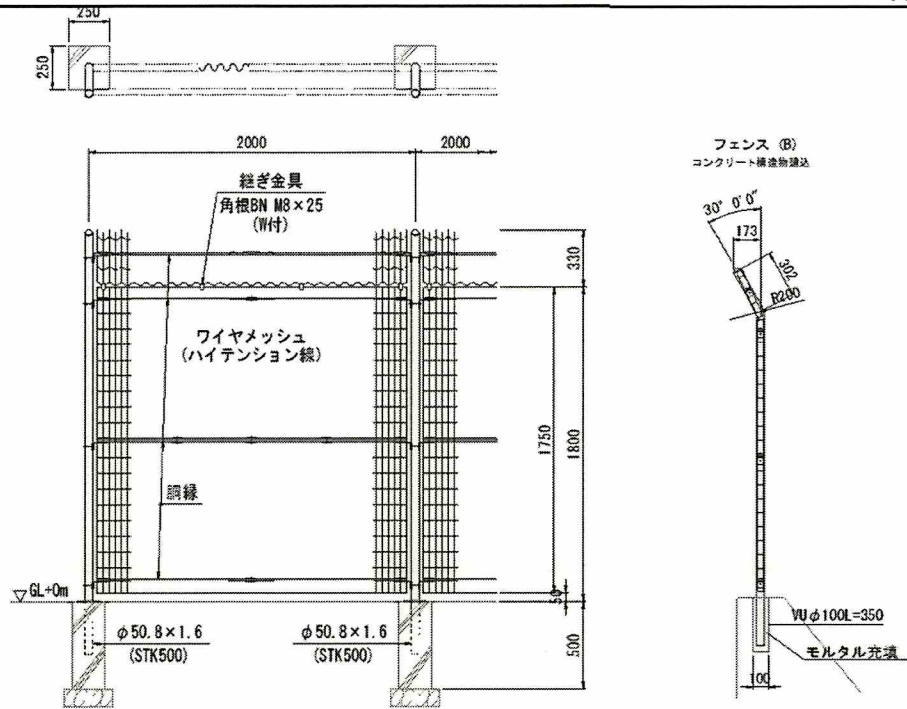 250
250
2000
2000
継ぎ金具
角根BN M8×25
(W付)
ワイヤメッシュ
(ハイテンション線)
胴縁
330
1750
1800
50
500
▽GL+0m
φ50.8×1.6
(STK500)
φ50.8×1.6
(STK500)
フェンス (B)
コンクリート構造物建込
30° 0′0″
173
302
R200
VUφ100L=350
モルタル充填
100